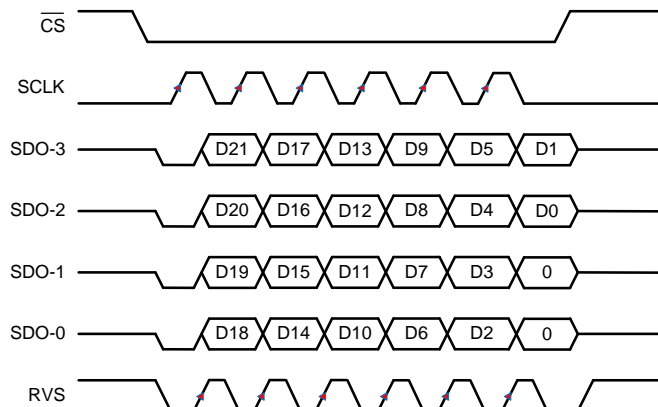 CS
SCLK
SDO-3 D21 D17 D13 D9 D5 D1
SDO-2 D20 D16 D12 D8 D4 D0
SDO-1 D19 D15 D11 D7 D3 0
SDO-0 D18 D14 D10 D6 D2 0
RVS